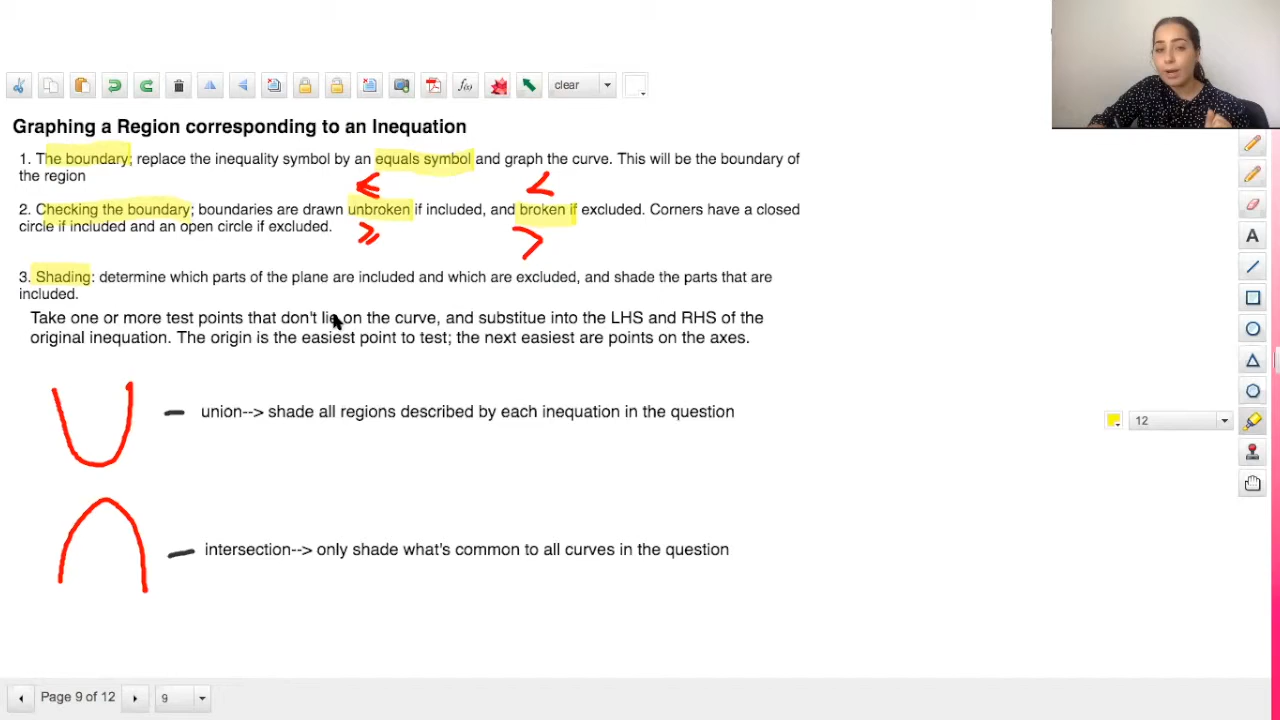 clear
Graphing a Region corresponding to an Inequation
1. The boundary; replace the inequality symbol by an equals symbol and graph the curve. This will be the boundary of
the region
≤ <
2. Checking the boundary; boundaries are drawn unbroken if included, and broken if excluded. Corners have a closed
circle if included and an open circle if excluded.
≥ >
3. Shading: determine which parts of the plane are included and which are excluded, and shade the parts that are
included.
Take one or more test points that don't lie on the curve, and substitue into the LHS and RHS of the
original inequation. The origin is the easiest point to test; the next easiest are points on the axes.
∪ – union--> shade all regions described by each inequation in the question
12
∩ – intersection--> only shade what's common to all curves in the question
Page 9 of 12 9
f(x)
A